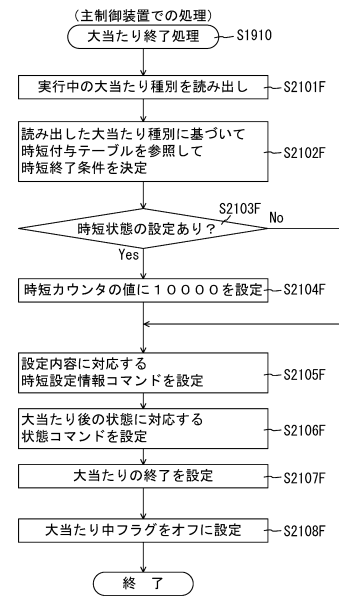 (主制御装置での処理)
大当たり終了処理
S1910
実行中の大当たり種別を読み出し
S2101F
読み出した大当たり種別に基づいて
時短付与テーブルを参照して
時短終了条件を決定
S2102F
S2103F
時短状態の設定あり?
No
Yes
時短カウンタの値に10000を設定
S2104F
設定内容に対応する
時短設定情報コマンドを設定
S2105F
大当たり後の状態に対応する
状態コマンドを設定
S2106F
大当たりの終了を設定
S2107F
大当たり中フラグをオフに設定
S2108F
終 了